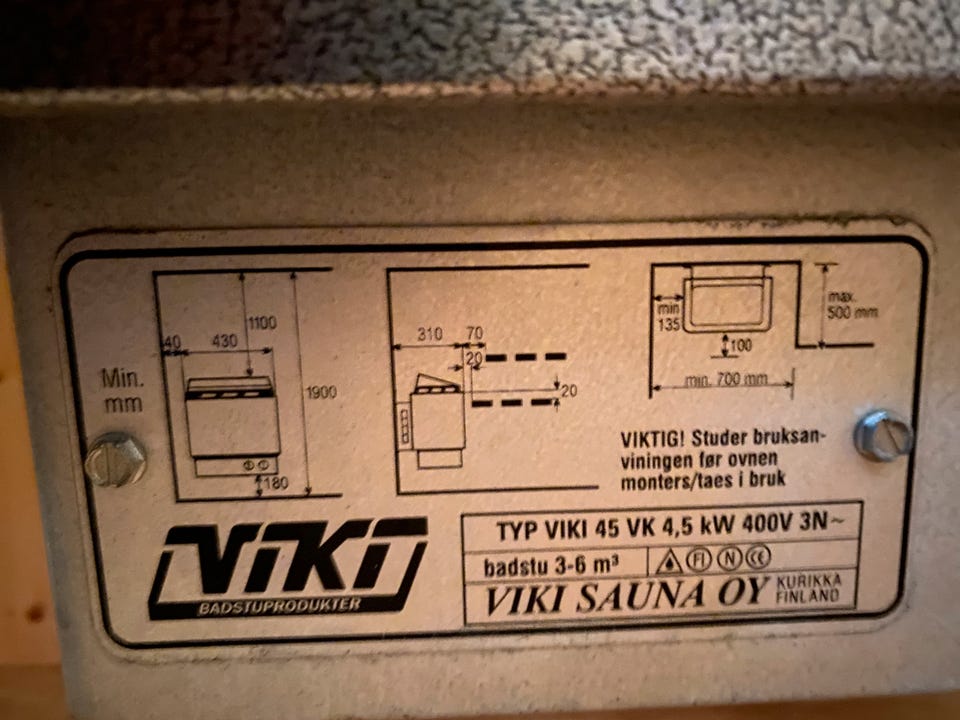 Min.
mm
40
430
1100
1900
180
310
70
20
20
min
135
100
min. 700 mm
max.
500 mm
VIKTIG! Studer bruksan-
viningen før ovnen
monters/taes i bruk
VIKI
BADSTUPRODUKTER
TYP VIKI 45 VK 4,5 kW 400V 3N~
badstu 3-6 m³ FI N CE
VIKI SAUNA OY KURIKKA
FINLAND